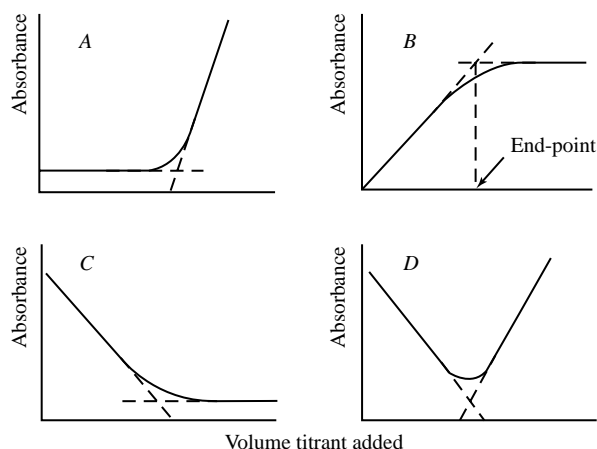 Absorbance
A
Absorbance
B
End-point
Absorbance
C
Absorbance
D
Volume titrant added